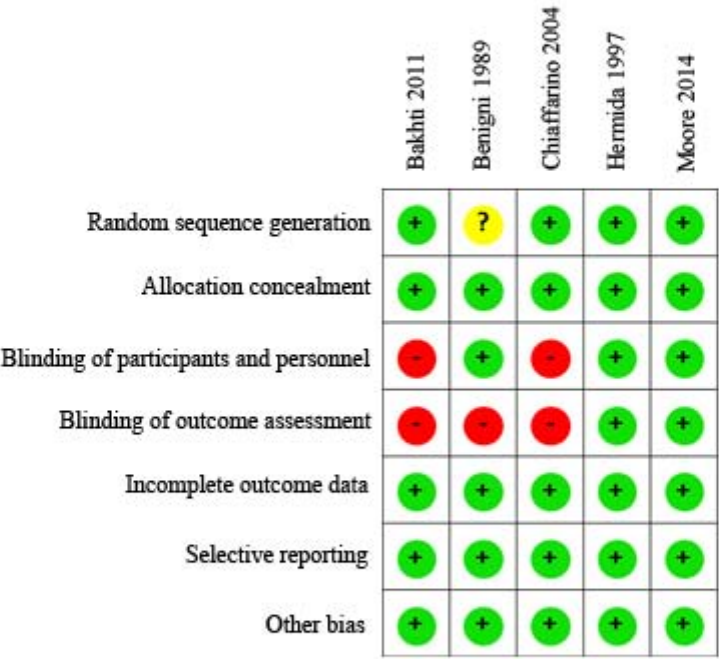 Bakhti 2011
Benigni 1989
Chiaffarino 2004
Hermida 1997
Moore 2014
Random sequence generation + ? + + +
Allocation concealment + + + + +
Blinding of participants and personnel - + - + +
Blinding of outcome assessment - - - + +
Incomplete outcome data + + + + +
Selective reporting + + + + +
Other bias + + + + +